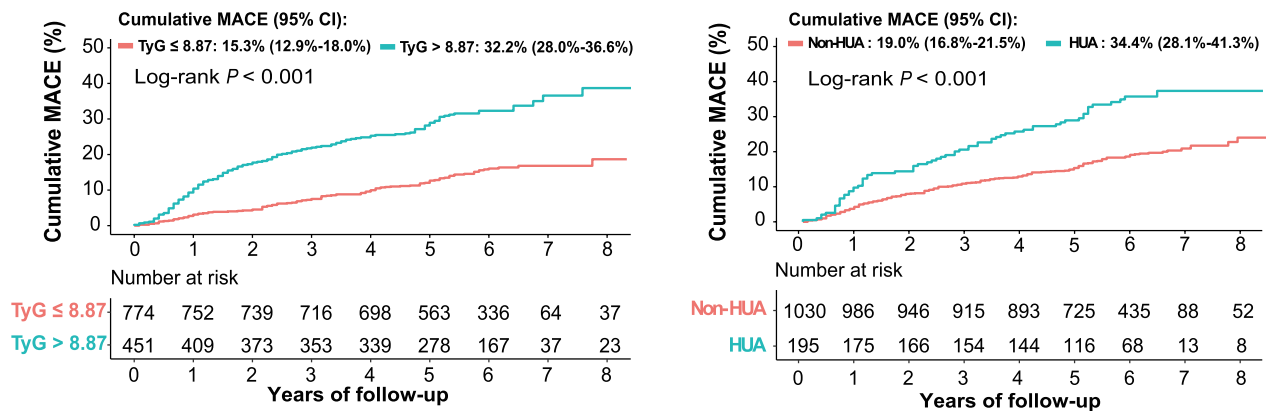 Cumulative MACE (95% CI):
TyG ≤ 8.87: 15.3% (12.9%-18.0%) TyG > 8.87: 32.2% (28.0%-36.6%)
Log-rank P < 0.001
Cumulative MACE (%)
50
40
30
20
10
0
0 1 2 3 4 5 6 7 8
Number at risk
TyG ≤ 8.87 774 752 739 716 698 563 336 64 37
TyG > 8.87 451 409 373 353 339 278 167 37 23
0 1 2 3 4 5 6 7 8
Years of follow-up
Cumulative MACE (95% CI):
Non-HUA : 19.0% (16.8%-21.5%) HUA : 34.4% (28.1%-41.3%)
Log-rank P < 0.001
Cumulative MACE (%)
50
40
30
20
10
0
0 1 2 3 4 5 6 7 8
Number at risk
Non-HUA 1030 986 946 915 893 725 435 88 52
HUA 195 175 166 154 144 116 68 13 8
0 1 2 3 4 5 6 7 8
Years of follow-up